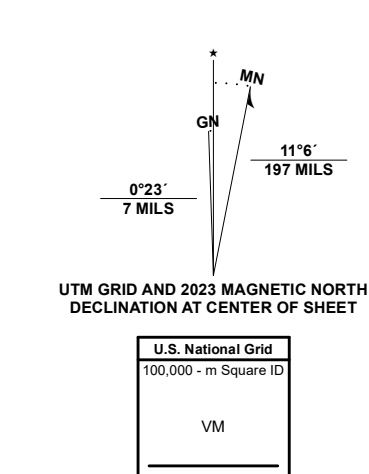 ★
MN
GN
11°6´
197 MILS
0°23´
7 MILS
UTM GRID AND 2023 MAGNETIC NORTH
DECLINATION AT CENTER OF SHEET
U.S. National Grid
100,000 - m Square ID
VM